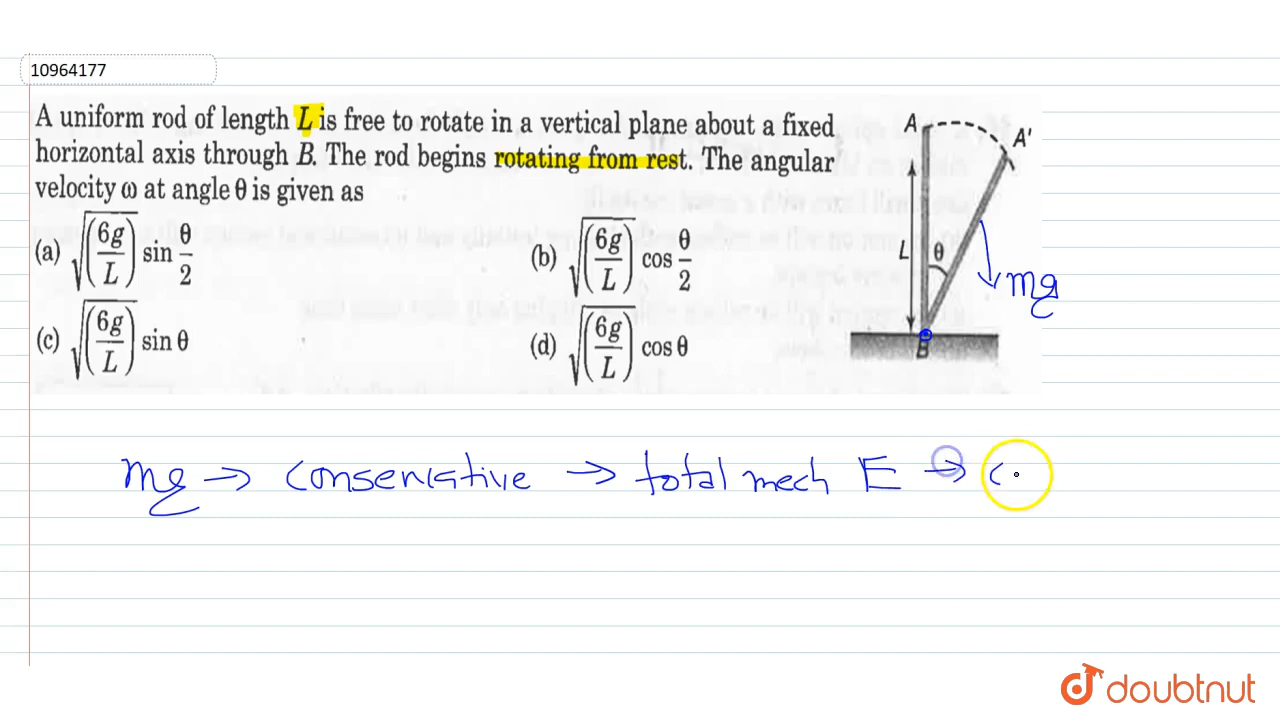 10964177
A uniform rod of length L is free to rotate in a vertical plane about a fixed
horizontal axis through B. The rod begins rotating from rest. The angular
velocity ω at angle θ is given as
(a) √(6g/L) sin θ/2
(b) √(6g/L) cos θ/2
(c) √(6g/L) sin θ
(d) √(6g/L) cos θ
A
A'
L
θ
mg
B
mg → conservative → total mech E → c
doubtnut